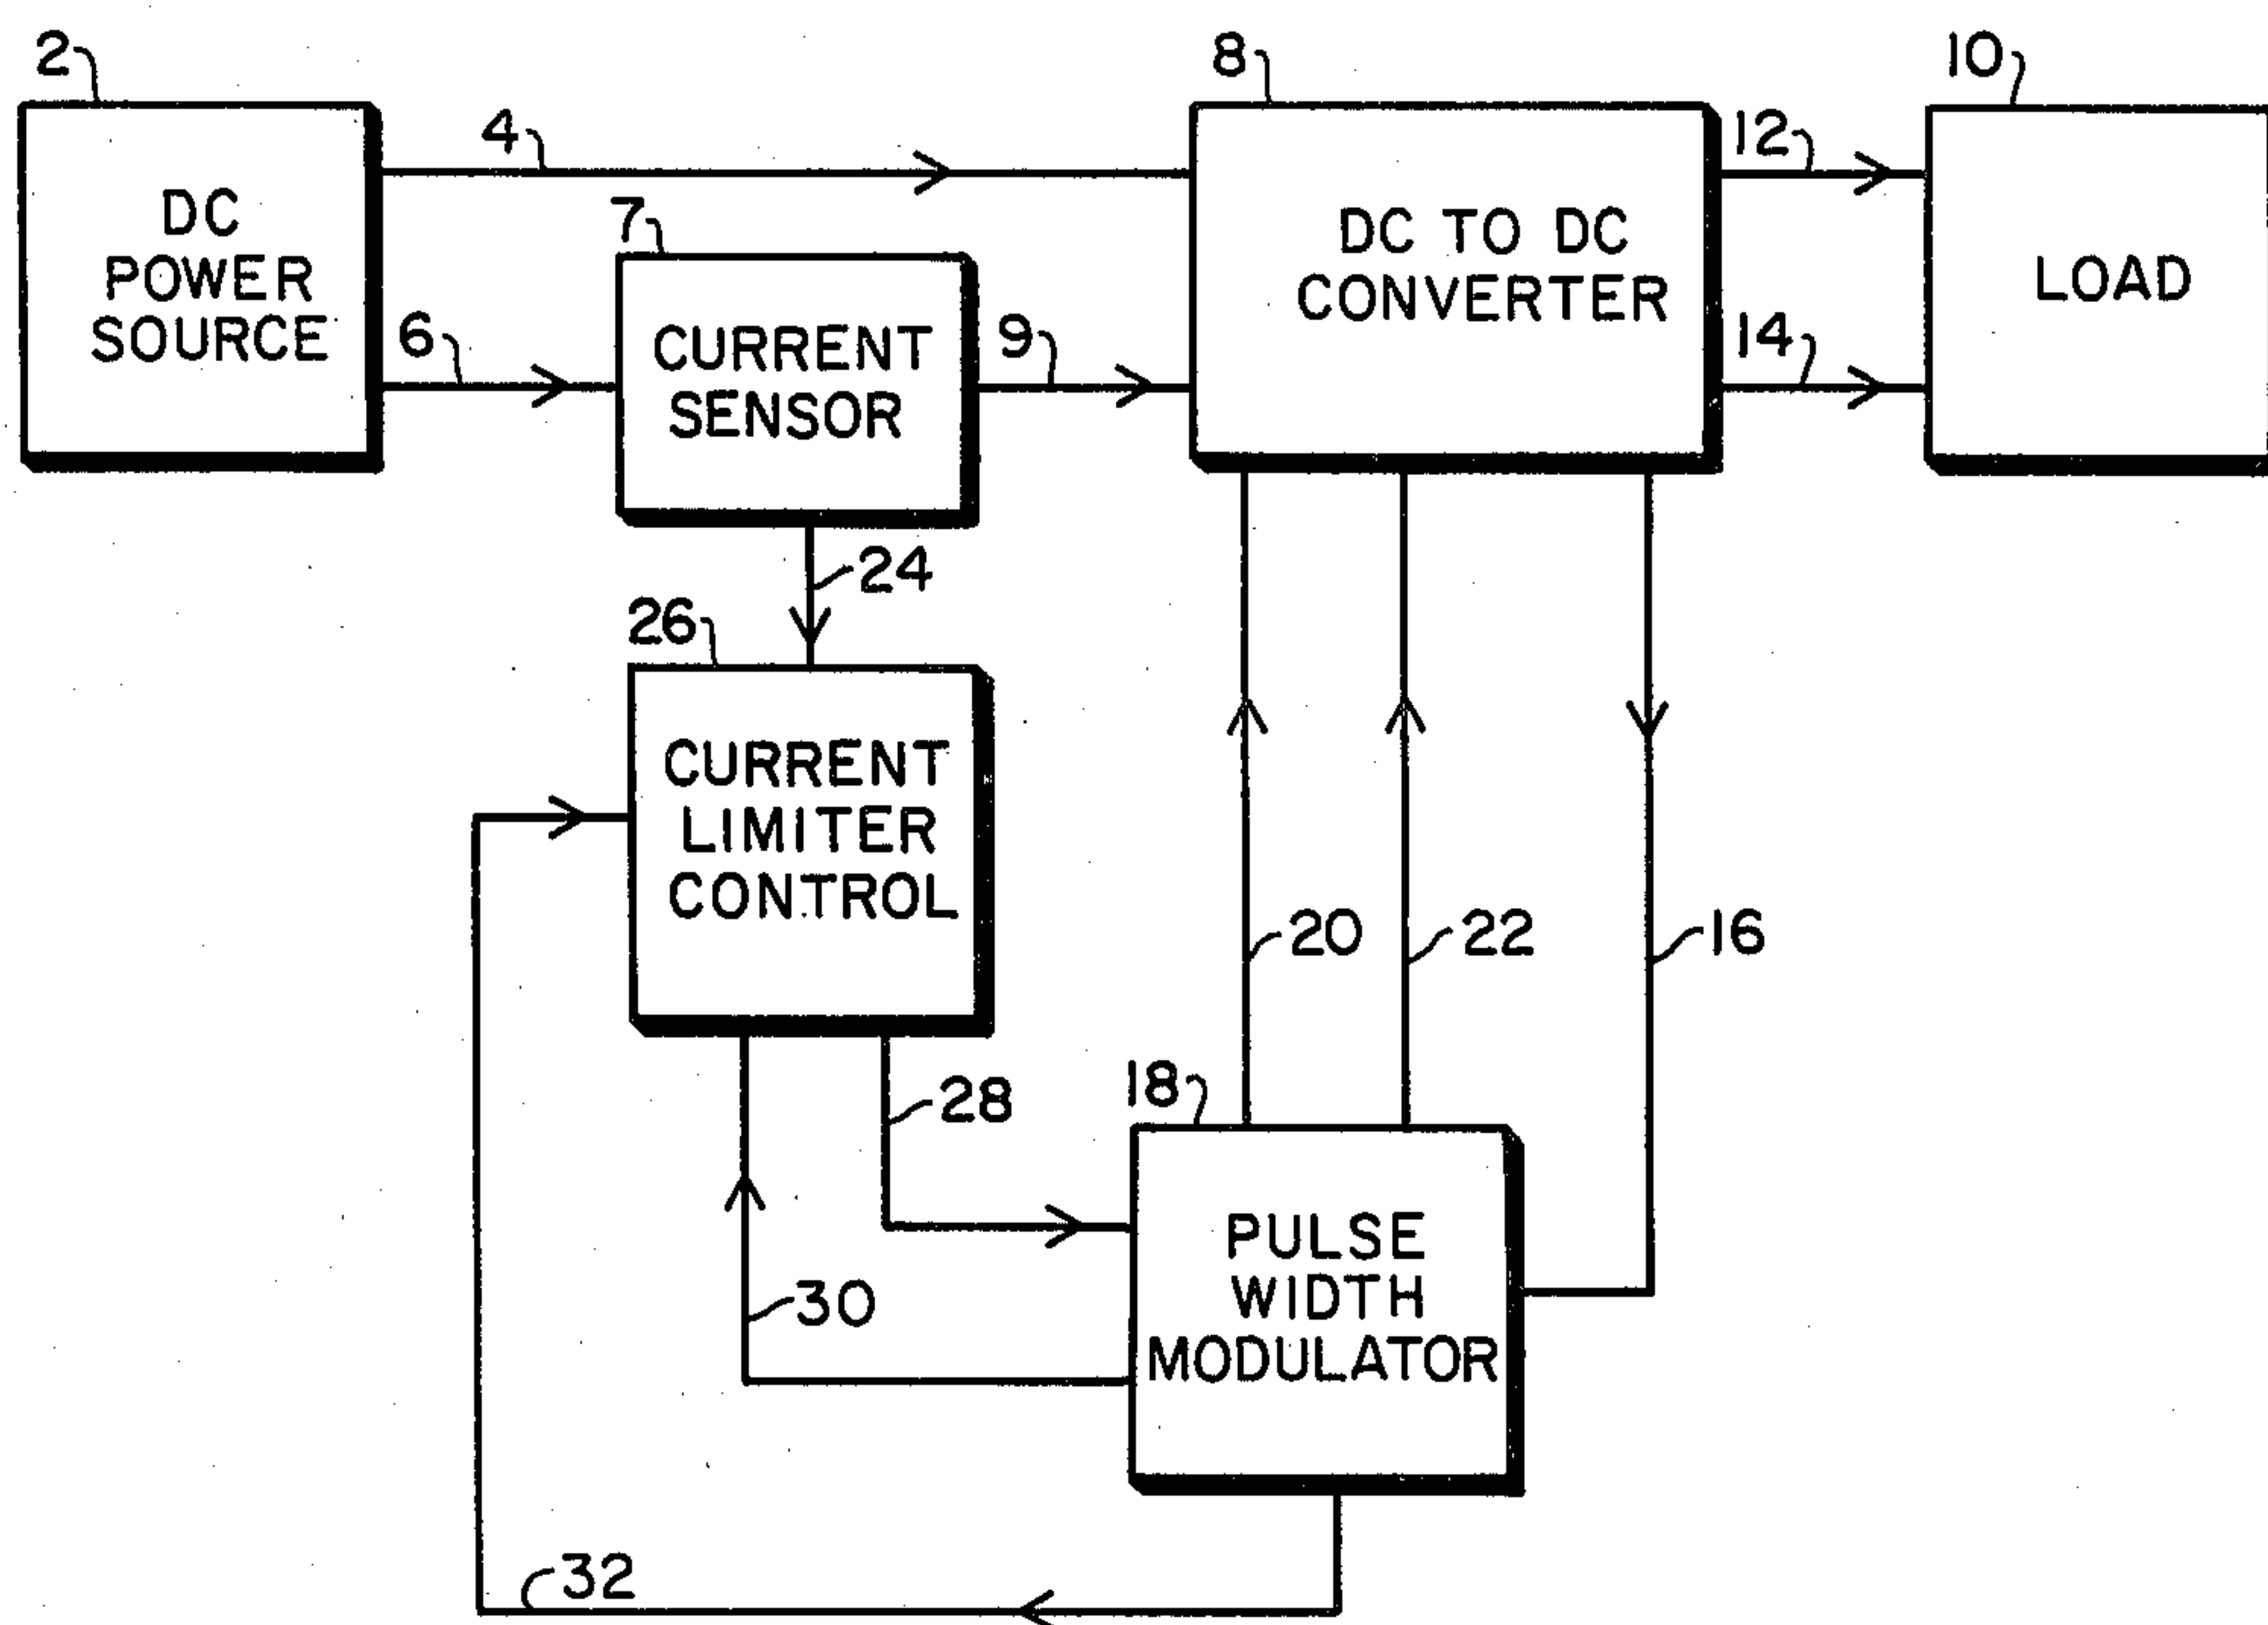 2
8
10
4
12
DC
POWER
SOURCE
7
DC TO DC
CONVERTER
LOAD
6
CURRENT
SENSOR
9
14
24
26
CURRENT
LIMITER
CONTROL
20
22
16
28
18
30
PULSE
WIDTH
MODULATOR
32